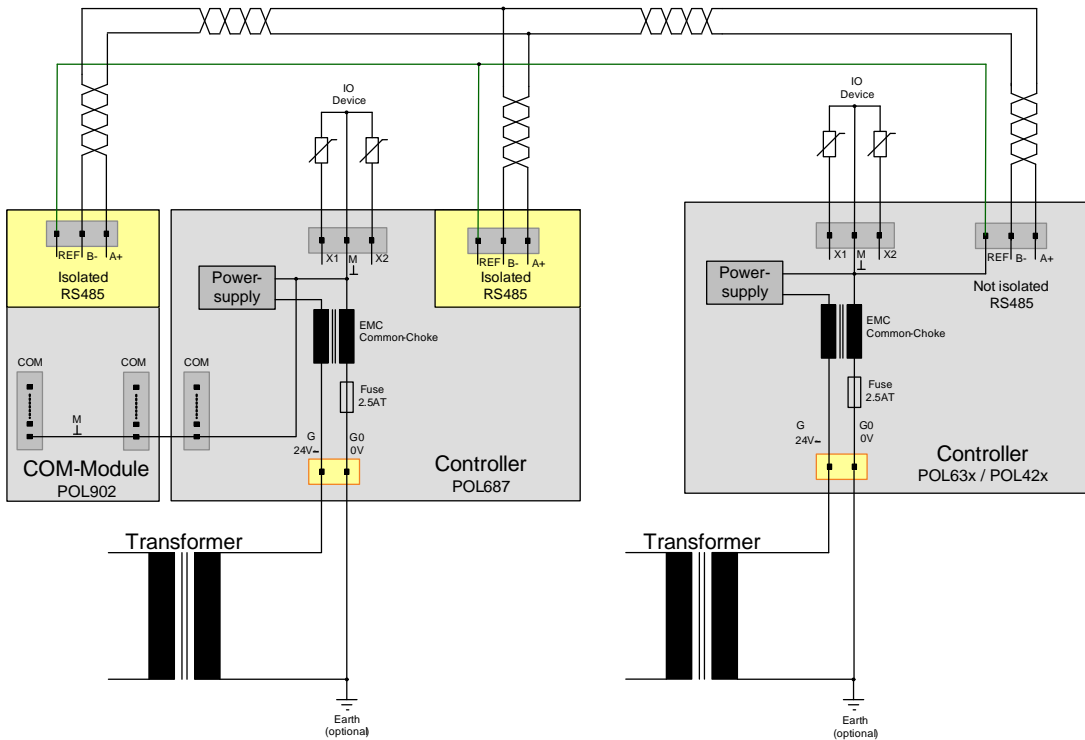 IO
Device
IO
Device
REF B- A+
Isolated
RS485
X1 M X2
REF B- A+
Isolated
RS485
Power-
supply
EMC
Common-Choke
Fuse
2.5AT
G G0
24V~ 0V
COM
COM
COM
M
COM-Module
POL902
Controller
POL687
X1 M X2
REF B- A+
Not isolated
RS485
Power-
supply
EMC
Common-Choke
Fuse
2.5AT
G G0
24V~ 0V
Controller
POL63x / POL42x
Transformer
Transformer
Earth
(optional)
Earth
(optional)